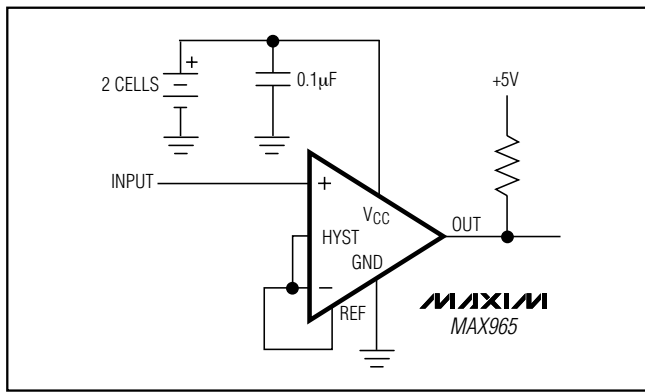 +
2 CELLS
0.1µF
+5V
INPUT
+
VCC
OUT
HYST
GND
−
REF
MAXIM
MAX965